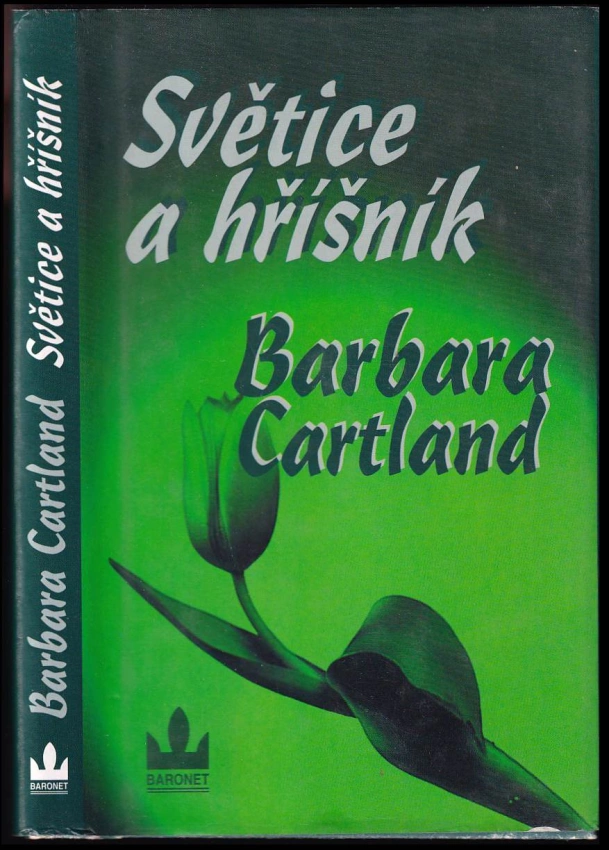 Světice
a hříšník
Barbara
Cartland
BARONET
Barbara Cartland Světice a hříšník
BARONET